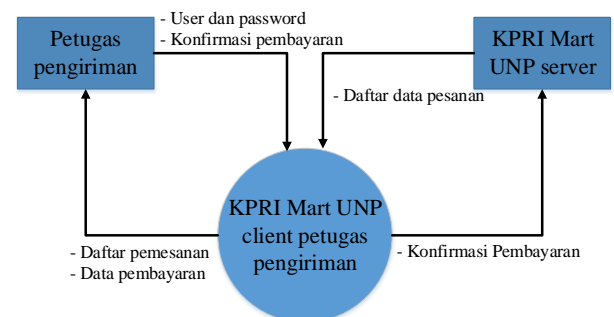 - User dan password
- Konfirmasi pembayaran
Petugas
pengiriman
KPRI Mart
UNP server
- Daftar data pesanan
KPRI Mart UNP
client petugas
pengiriman
- Daftar pemesanan
- Data pembayaran
- Konfirmasi Pembayaran